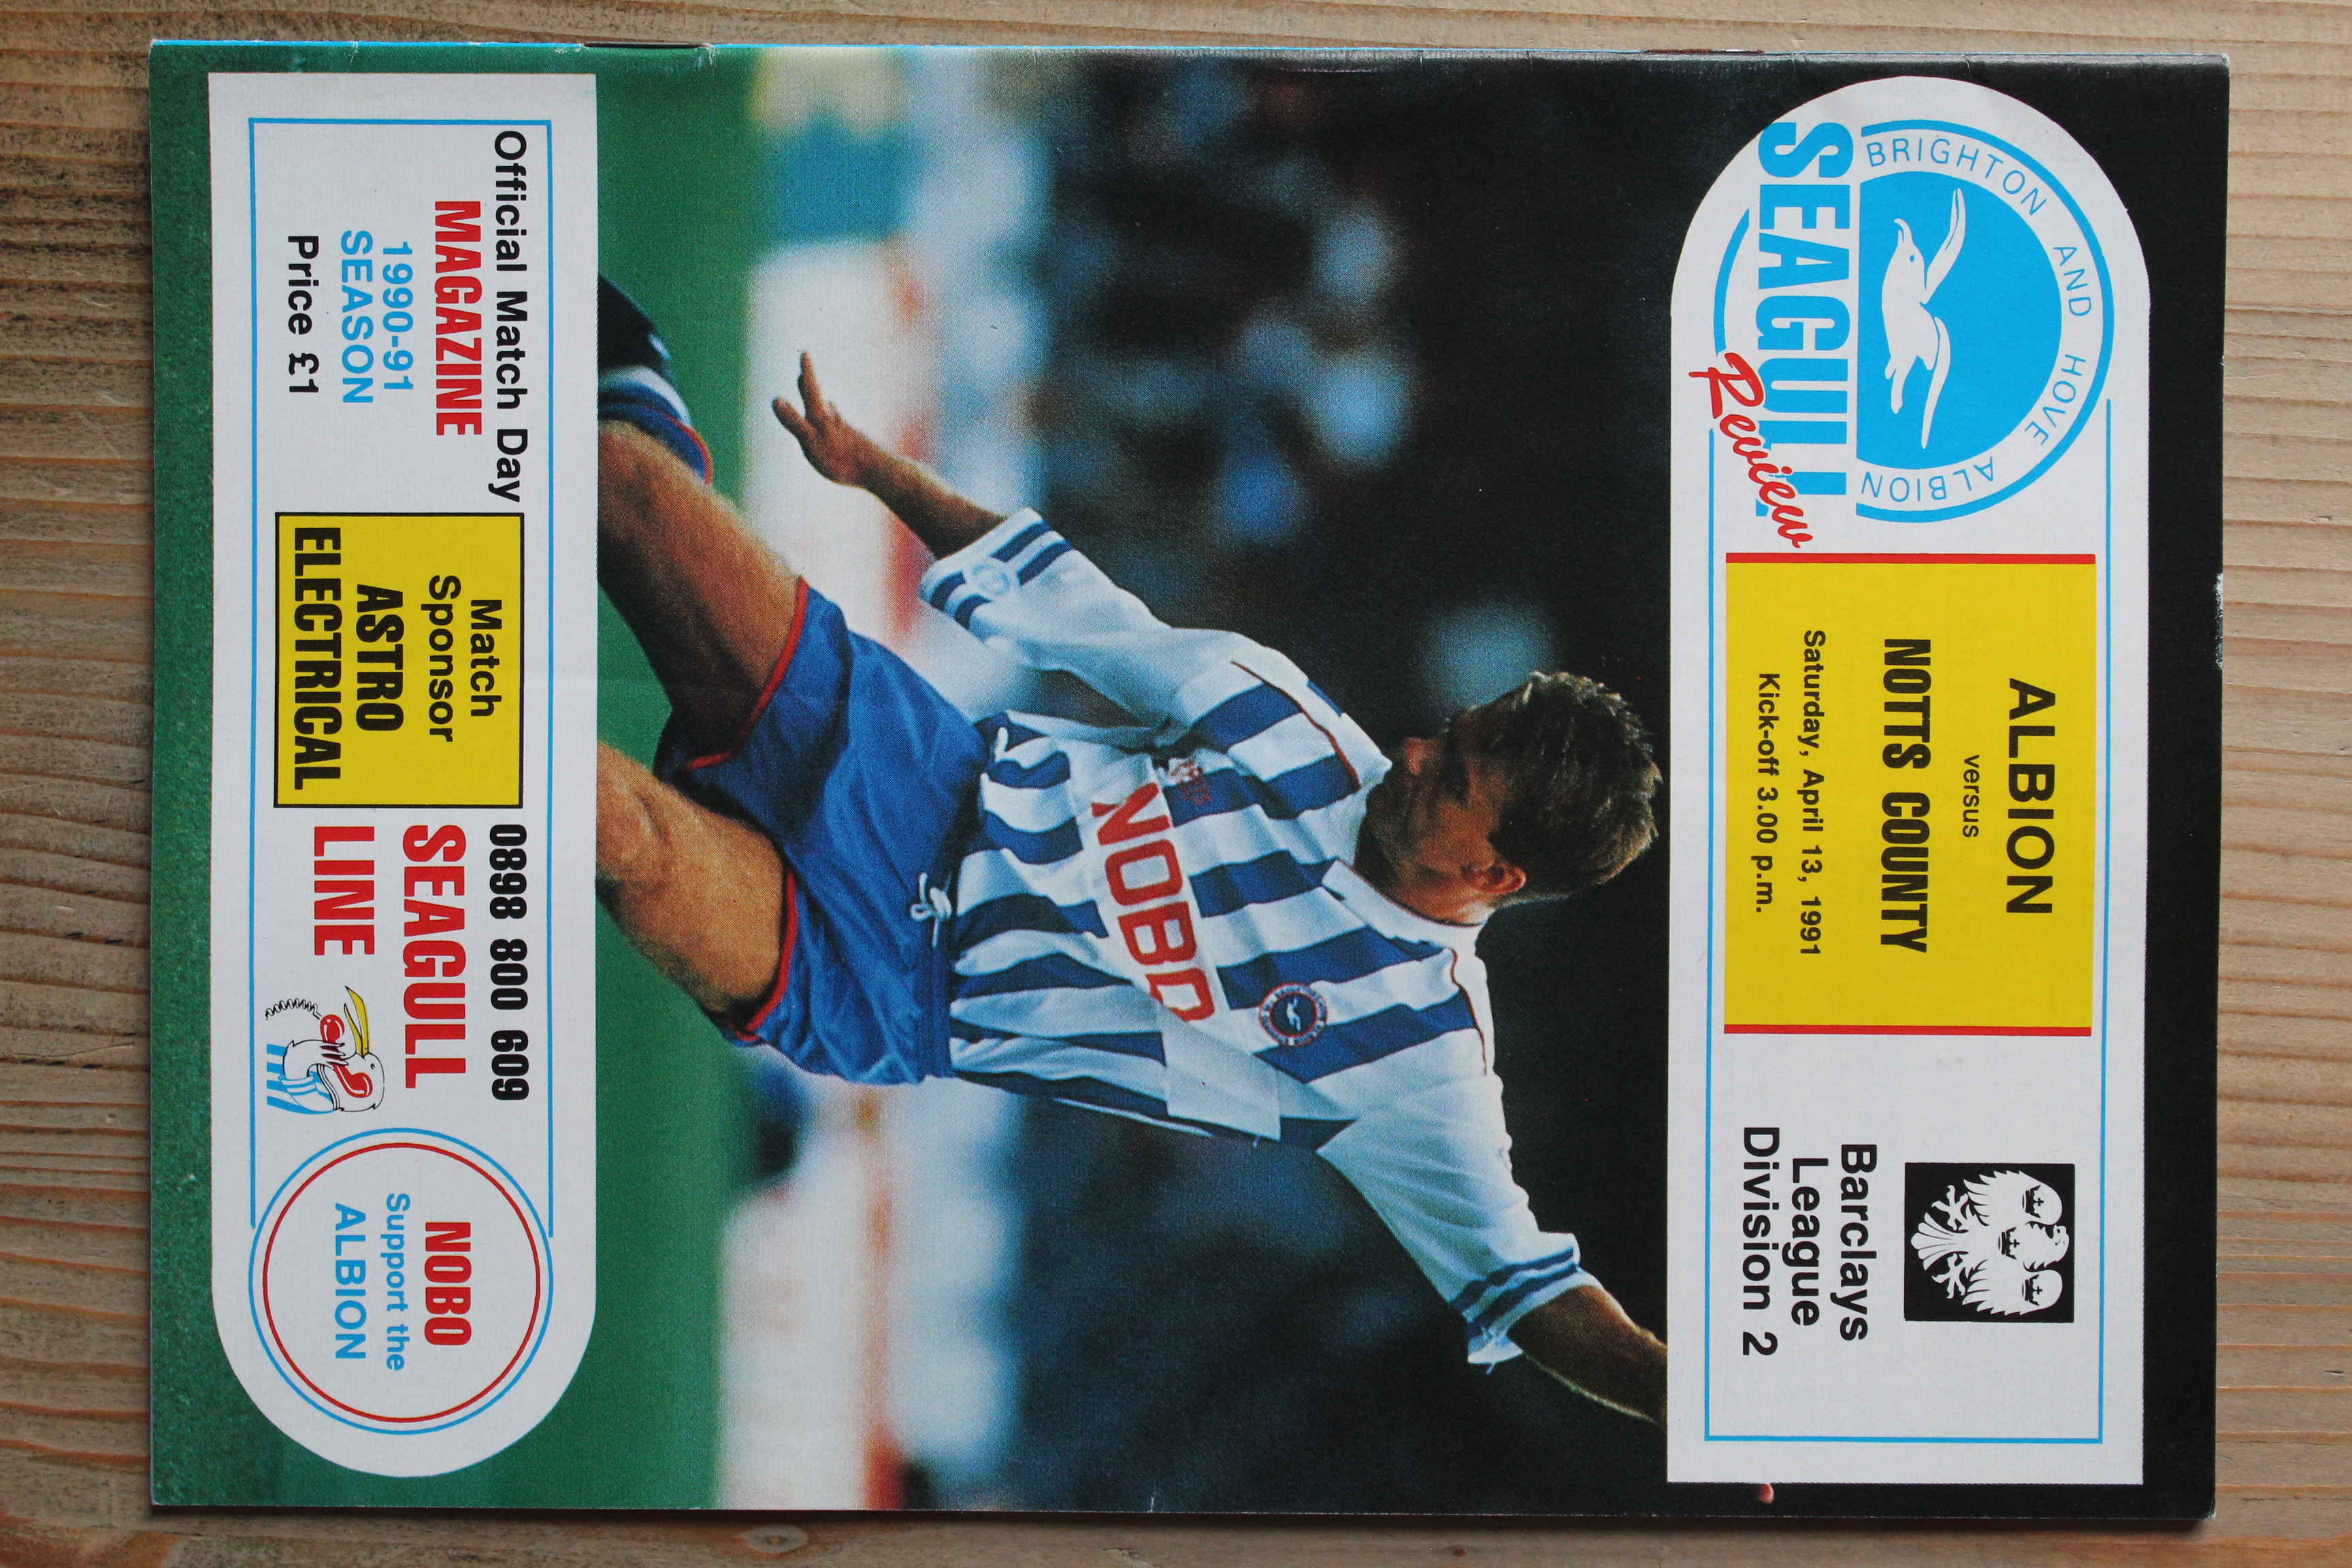 BRIGHTON AND HOVE ALBION
SEAGULL
Review
ALBION
versus
NOTTS COUNTY
Saturday, April 13, 1991
Kick-off 3.00 p.m.
Barclays
League
Division 2
NOBO
Official Match Day
MAGAZINE
1990-91
SEASON
Price £1
Match
Sponsor
ASTRO
ELECTRICAL
0898 800 609
SEAGULL
LINE
NOBO
Support the
ALBION